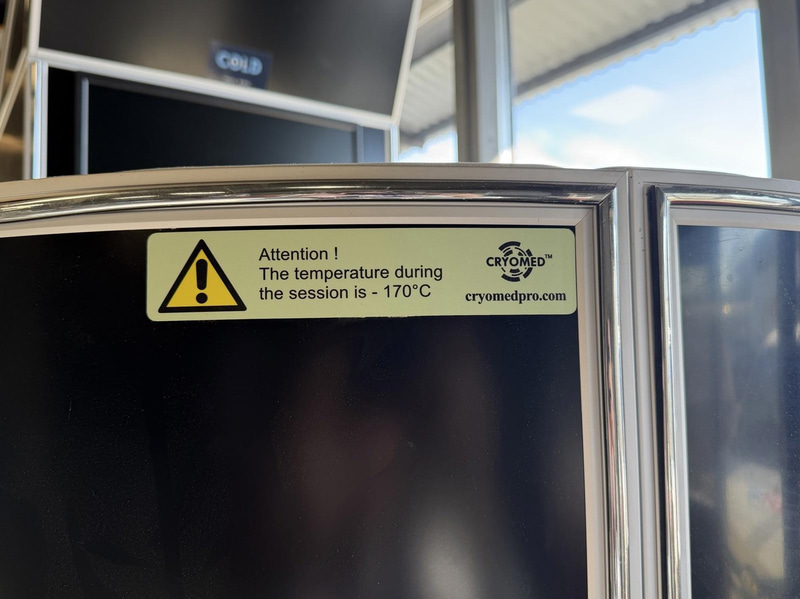 COLD
Attention !
The temperature during
the session is - 170°C
CRYOMED™
cryomedpro.com